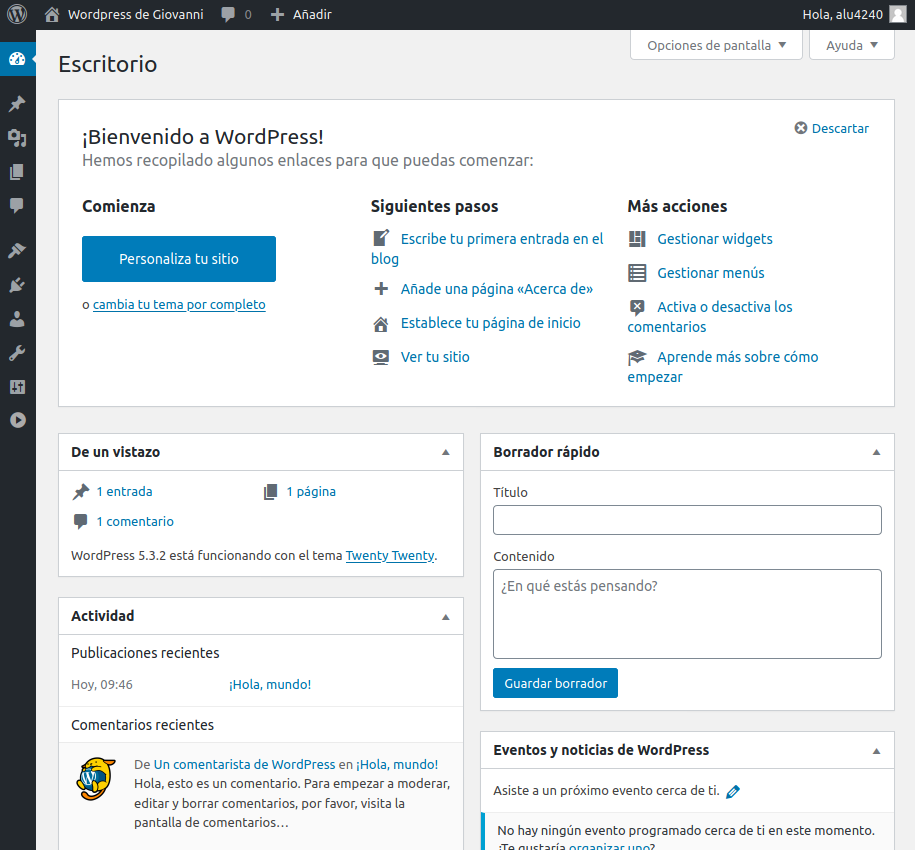 Wordpress de Giovanni 0 Añadir Hola, alu4240
Opciones de pantalla Ayuda
Escritorio
¡Bienvenido a WordPress!
Descartar
Hemos recopilado algunos enlaces para que puedas comenzar:
Comienza
Personaliza tu sitio
o cambia tu tema por completo
Siguientes pasos
Escribe tu primera entrada en el
blog
Añade una página «Acerca de»
Establece tu página de inicio
Ver tu sitio
Más acciones
Gestionar widgets
Gestionar menús
Activa o desactiva los
comentarios
Aprende más sobre cómo
empezar
De un vistazo
1 entrada 1 página
1 comentario
WordPress 5.3.2 está funcionando con el tema Twenty Twenty.
Actividad
Publicaciones recientes
Hoy, 09:46 ¡Hola, mundo!
Comentarios recientes
De Un comentarista de WordPress en ¡Hola, mundo!
Hola, esto es un comentario. Para empezar a moderar,
editar y borrar comentarios, por favor, visita la
pantalla de comentarios…
Borrador rápido
Título
Contenido
¿En qué estás pensando?
Guardar borrador
Eventos y noticias de WordPress
Asiste a un próximo evento cerca de ti.
No hay ningún evento programado cerca de ti en este momento.
¿Te gustaría organizar uno?